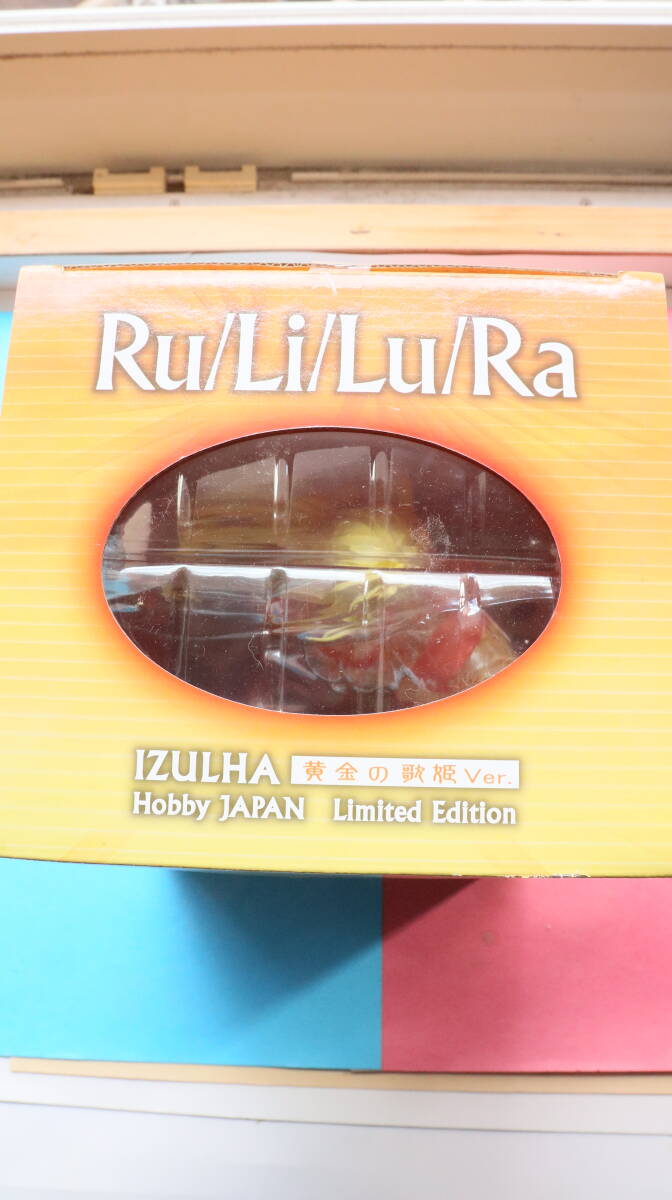 Ru/Li/Lu/Ra
IZULHA 黄金の歌姫Ver.
Hobby JAPAN Limited Edition